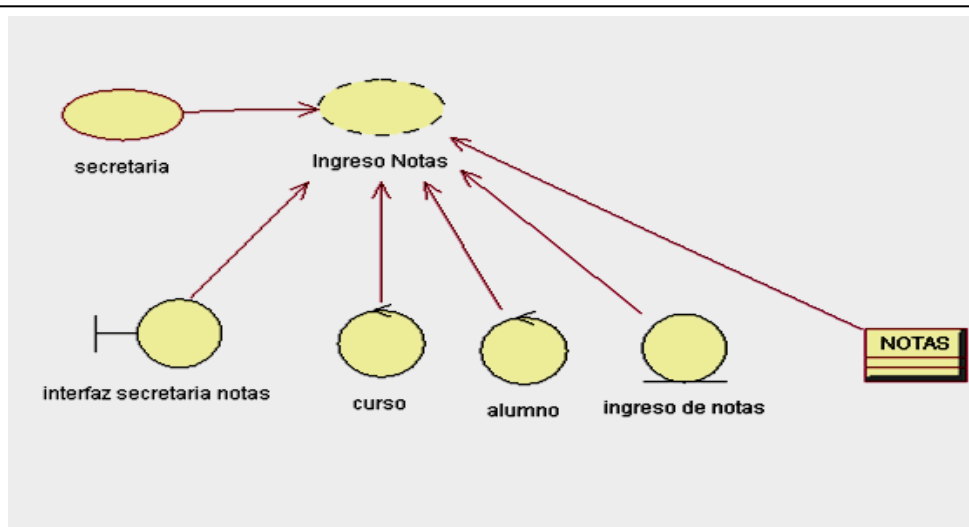 secretaria
Ingreso Notas
NOTAS
interfaz secretaria notas
curso
alumno
ingreso de notas